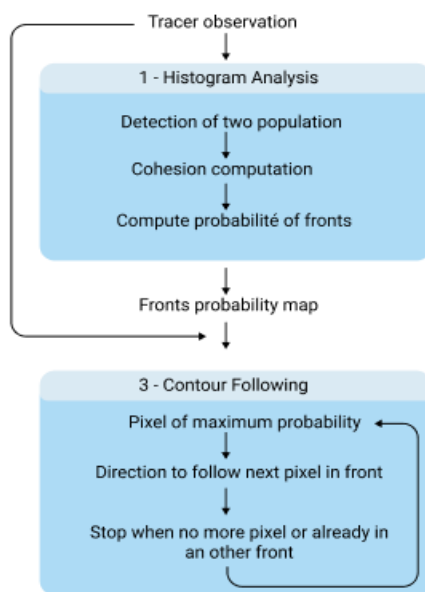 Tracer observation
1 - Histogram Analysis
Detection of two population
Cohesion computation
Compute probabilité of fronts
Fronts probability map
3 - Contour Following
Pixel of maximum probability
Direction to follow next pixel in front
Stop when no more pixel or already in
an other front